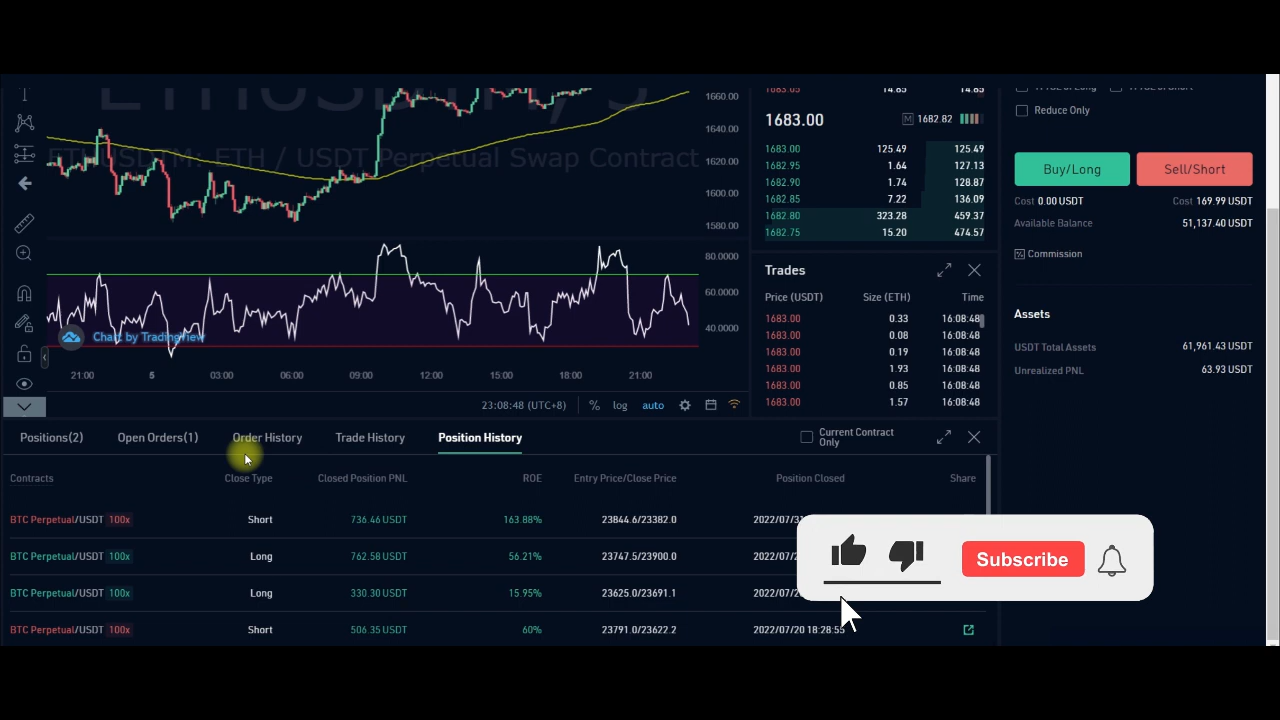 1660.00
1640.00
ETHUSDTM: ETH / USDT Perpetual Swap Contract
1620.00
1600.00
1580.00
80.0000
60.0000
40.0000
Chart by TradingView
21:00 5 03:00 06:00 09:00 12:00 15:00 18:00 21:00
23:08:48 (UTC+8) % log auto
14.85 14.85
1683.00 M 1682.82
1683.00 125.49 125.49
1682.95 1.64 127.13
1682.90 1.74 128.87
1682.85 7.22 136.09
1682.80 323.28 459.37
1682.75 15.20 474.57
Trades
Price (USDT) Size (ETH) Time
1683.00 0.33 16:08:48
1683.00 0.08 16:08:48
1683.00 0.19 16:08:48
1683.00 1.93 16:08:48
1683.00 0.85 16:08:48
1683.00 1.57 16:08:48
Reduce Only
Buy/Long Sell/Short
Cost 0.00 USDT Cost 169.99 USDT
Available Balance 51,137.40 USDT
Commission
Assets
USDT Total Assets 61,961.43 USDT
Unrealized PNL 63.93 USDT
Positions(2) Open Orders(1) Order History Trade History Position History Current Contract Only
Contracts Close Type Closed Position PNL ROE Entry Price/Close Price Position Closed Share
BTC Perpetual/USDT 100x Short 736.46 USDT 163.88% 23844.6/23382.0 2022/07/31
BTC Perpetual/USDT 100x Long 762.58 USDT 56.21% 23747.5/23900.0
BTC Perpetual/USDT 100x Long 330.30 USDT 15.95% 23625.0/23691.1
BTC Perpetual/USDT 100x Short 506.35 USDT 60% 23791.0/23622.2 2022/07/20 18:28:55
Subscribe